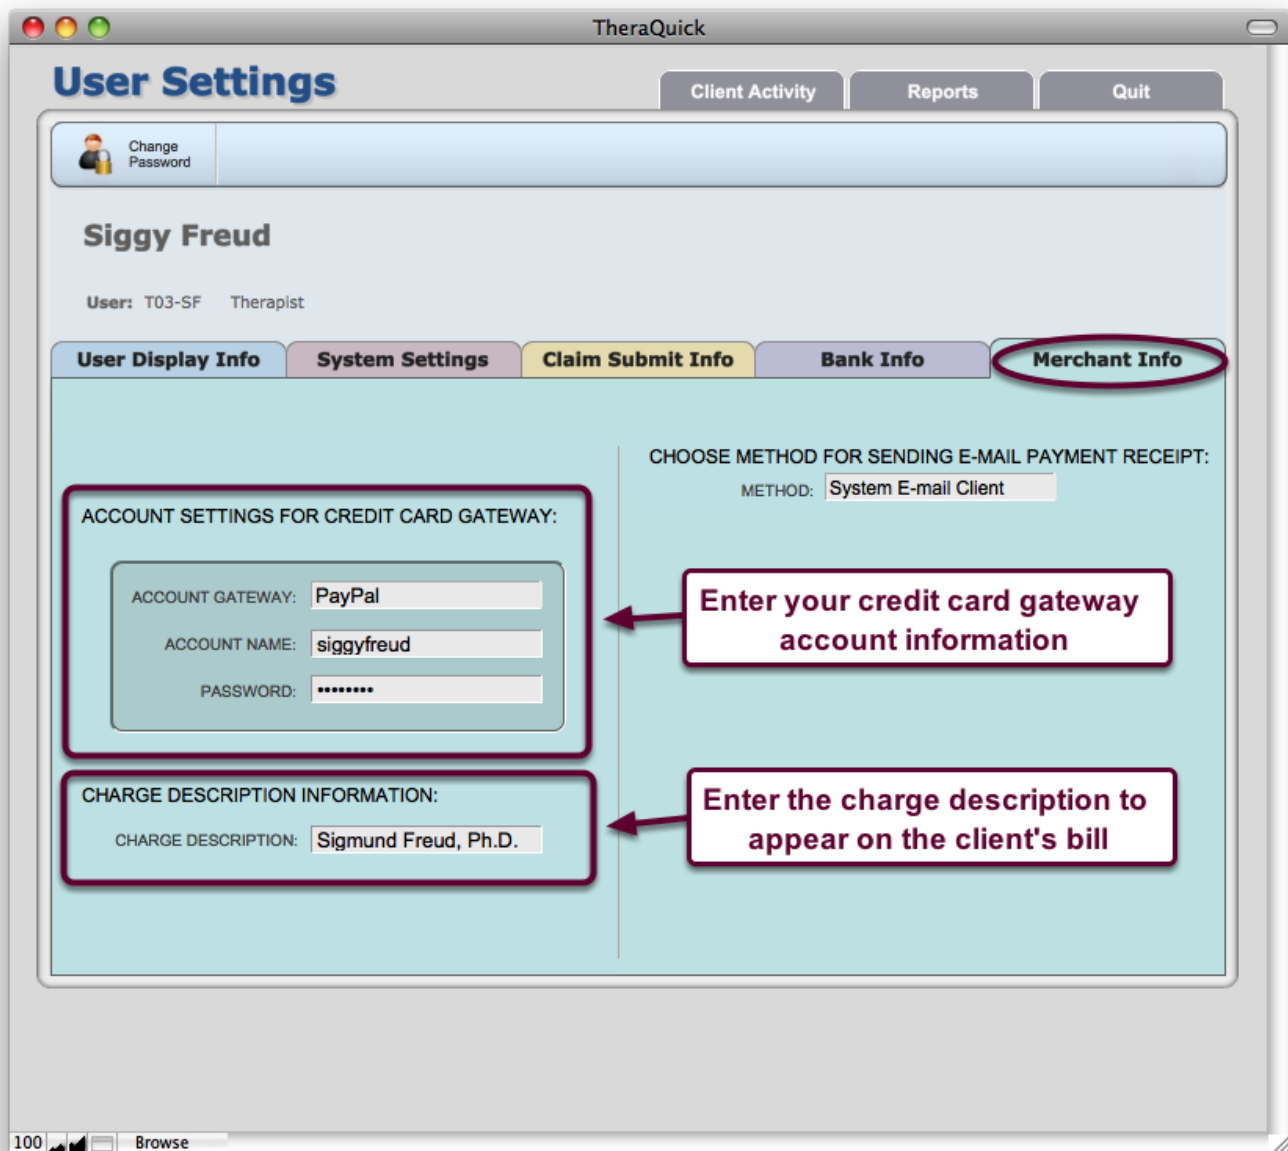 TheraQuick
User Settings
Client Activity
Reports
Quit
Change
Password
Siggy Freud
User: T03-SF Therapist
User Display Info
System Settings
Claim Submit Info
Bank Info
Merchant Info
CHOOSE METHOD FOR SENDING E-MAIL PAYMENT RECEIPT:
METHOD: System E-mail Client
ACCOUNT SETTINGS FOR CREDIT CARD GATEWAY:
ACCOUNT GATEWAY: PayPal
ACCOUNT NAME: siggyfreud
PASSWORD: ••••••••
Enter your credit card gateway
account information
CHARGE DESCRIPTION INFORMATION:
CHARGE DESCRIPTION: Sigmund Freud, Ph.D.
Enter the charge description to
appear on the client's bill
100 Browse